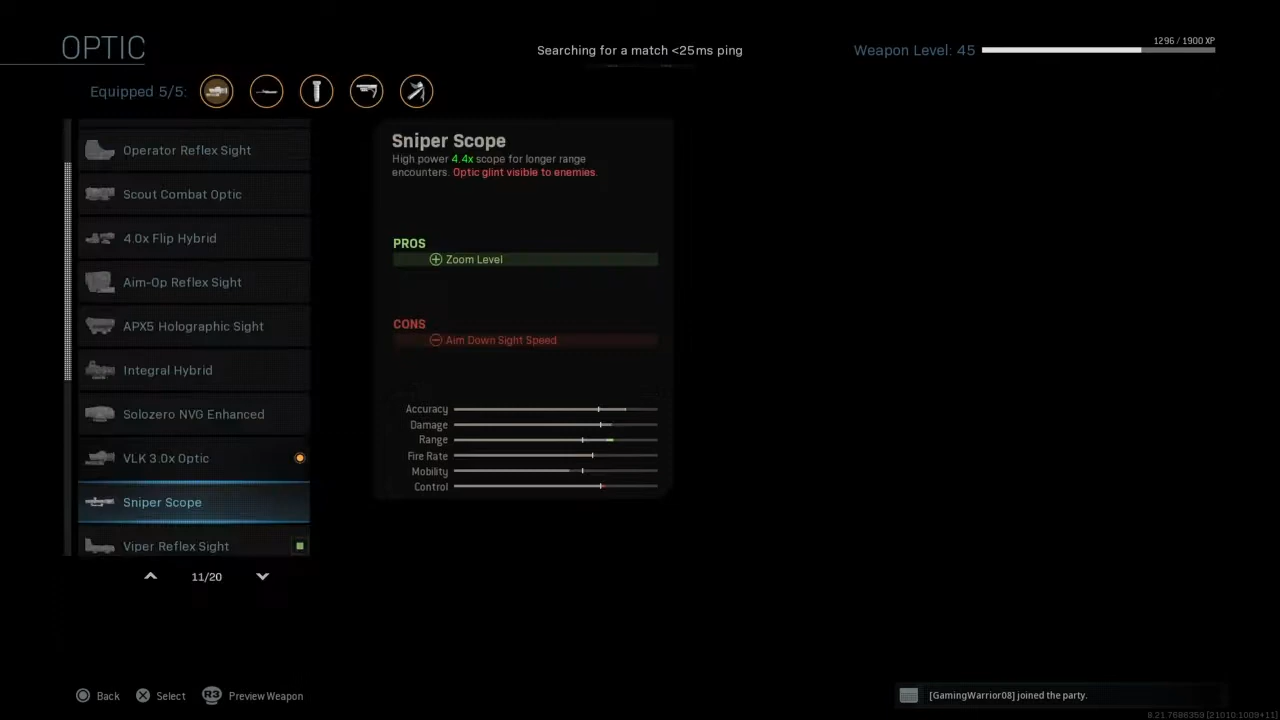 OPTIC
Searching for a match <25ms ping
Weapon Level: 45
1296 / 1900 XP
Equipped 5/5:
Operator Reflex Sight
Scout Combat Optic
4.0x Flip Hybrid
Aim-Op Reflex Sight
APX5 Holographic Sight
Integral Hybrid
Solozero NVG Enhanced
VLK 3.0x Optic
Sniper Scope
Viper Reflex Sight
11/20
Sniper Scope
High power 4.4x scope for longer range
encounters. Optic glint visible to enemies.
PROS
Zoom Level
CONS
Aim Down Sight Speed
Accuracy
Damage
Range
Fire Rate
Mobility
Control
Back
Select
R3
Preview Weapon
[GamingWarrior08] joined the party.